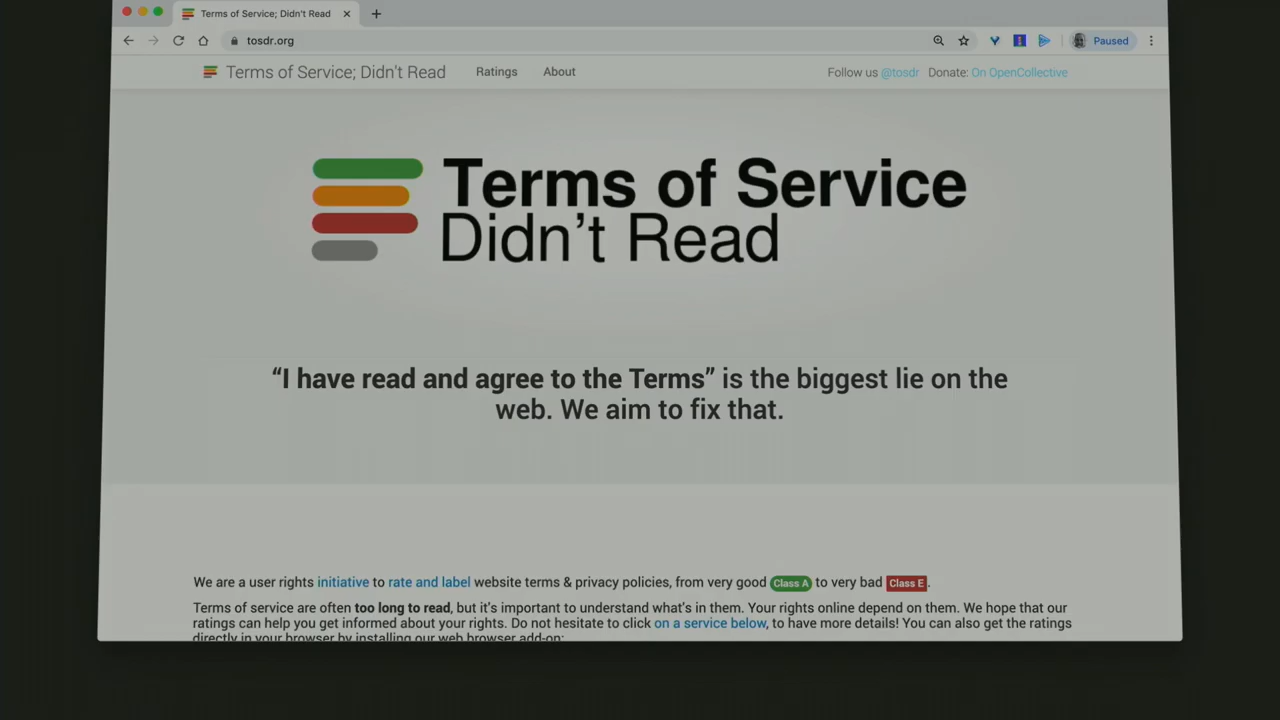 Terms of Service; Didn't Read
tosdr.org
Paused
Terms of Service; Didn't Read Ratings About Follow us @tosdr Donate: On OpenCollective
Terms of Service
Didn't Read
“I have read and agree to the Terms” is the biggest lie on the
web. We aim to fix that.
We are a user rights initiative to rate and label website terms & privacy policies, from very good Class A to very bad Class E.
Terms of service are often too long to read, but it's important to understand what's in them. Your rights online depend on them. We hope that our
ratings can help you get informed about your rights. Do not hesitate to click on a service below, to have more details! You can also get the ratings
directly in your browser by installing our web browser add-on: